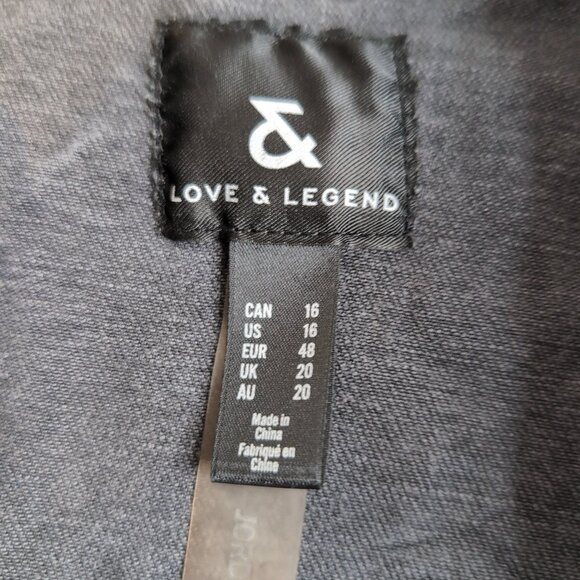 &
LOVE & LEGEND
CAN 16
US 16
EUR 48
UK 20
AU 20
Made in
China
Fabriqué en
Chine